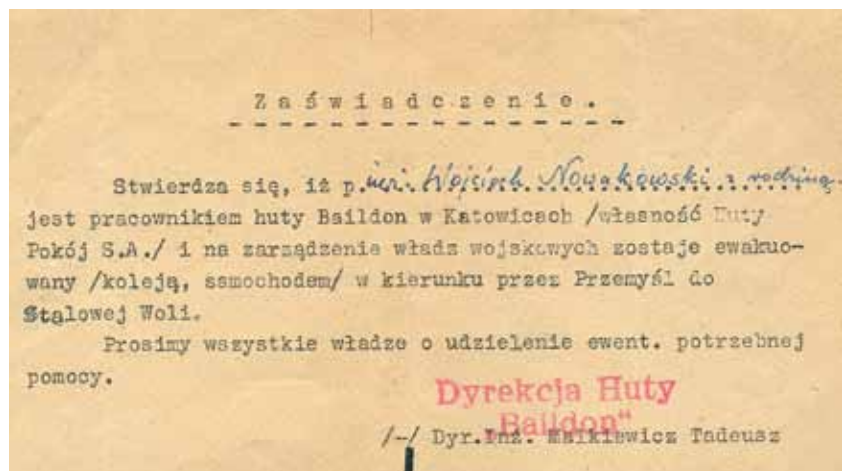 Zaświadczenie.
Stwierdza się, iż p. inż. Wojciech Nowakowski z rodziną
jest pracownikiem huty Baildon w Katowicach /własność Huty
Pokój S.A./ i na zarządzenie władz wojskowych zostaje ewakuo-
wany /koleją, samochodem/ w kierunku przez Przemyśl do
Stalowej Woli.
Prosimy wszystkie władze o udzielenie ewent. potrzebnej
pomocy.
Dyrekcja Huty
„Baildon“
/-/ Dyr.Inż. Malkiewicz Tadeusz